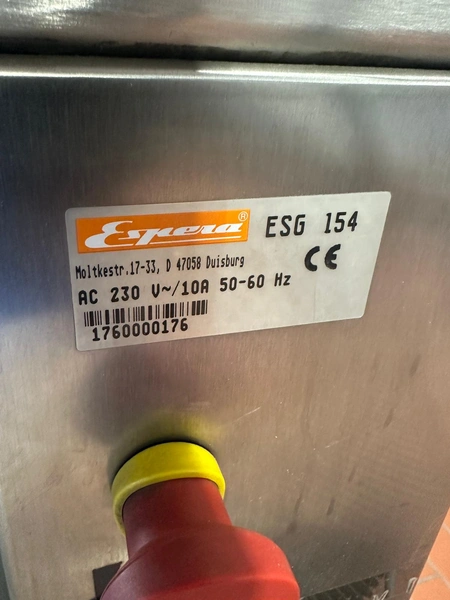 Espera® ESG 154
Moltkestr.17-33, D 47058 Duisburg CE
AC 230 V~/10A 50-60 Hz
1760000176